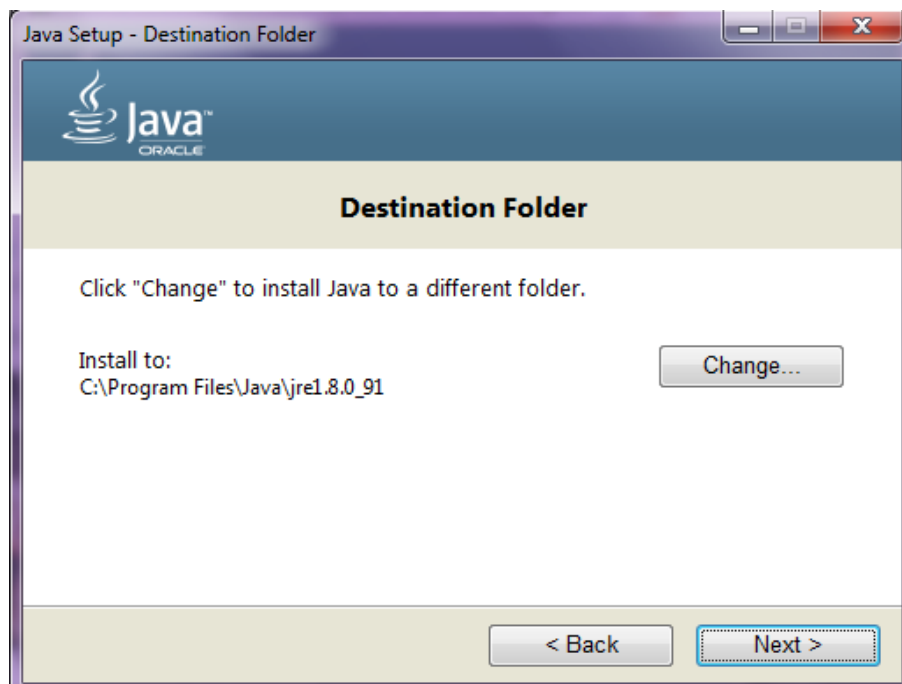 Java Setup - Destination Folder
Java™
ORACLE
Destination Folder
Click "Change" to install Java to a different folder.
Install to:
C:\Program Files\Java\jre1.8.0_91
Change...
< Back
Next >